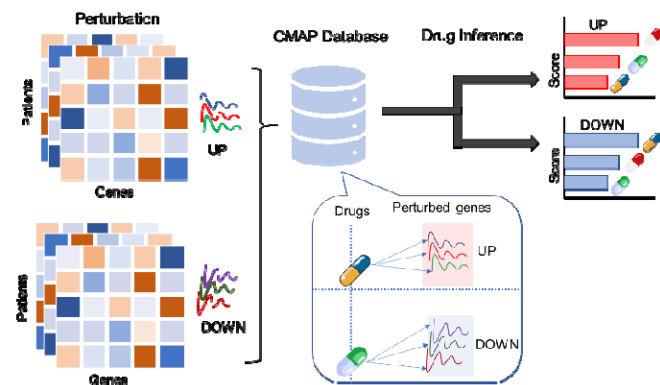 Perturbation
Patients
Genes
UP
Patients
Genes
DOWN
CMAP Database
Drug Inference
UP
Score
DOWN
Score
Drugs
Perturbed genes
UP
DOWN